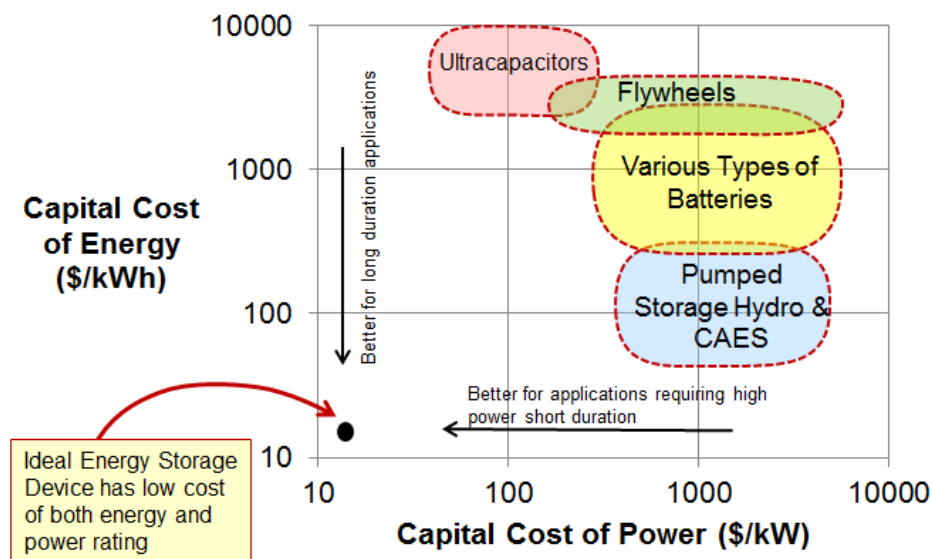 10000
1000
100
10
Capital Cost
of Energy
($/kWh)
Better for long duration applications
Ultracapacitors
Flywheels
Various Types of
Batteries
Pumped
Storage Hydro &
CAES
Better for applications requiring high
power short duration
Ideal Energy Storage
Device has low cost
of both energy and
power rating
10
100
1000
10000
Capital Cost of Power ($/kW)